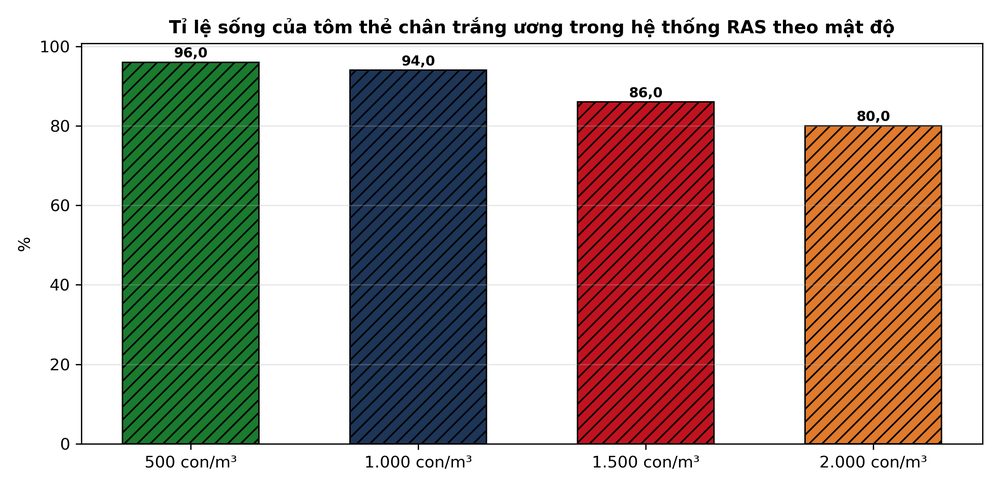 Tỉ lệ sống của tôm thẻ chân trắng ương trong hệ thống RAS theo mật độ
%
100
80
60
40
20
0
96,0
94,0
86,0
80,0
500 con/m³
1.000 con/m³
1.500 con/m³
2.000 con/m³